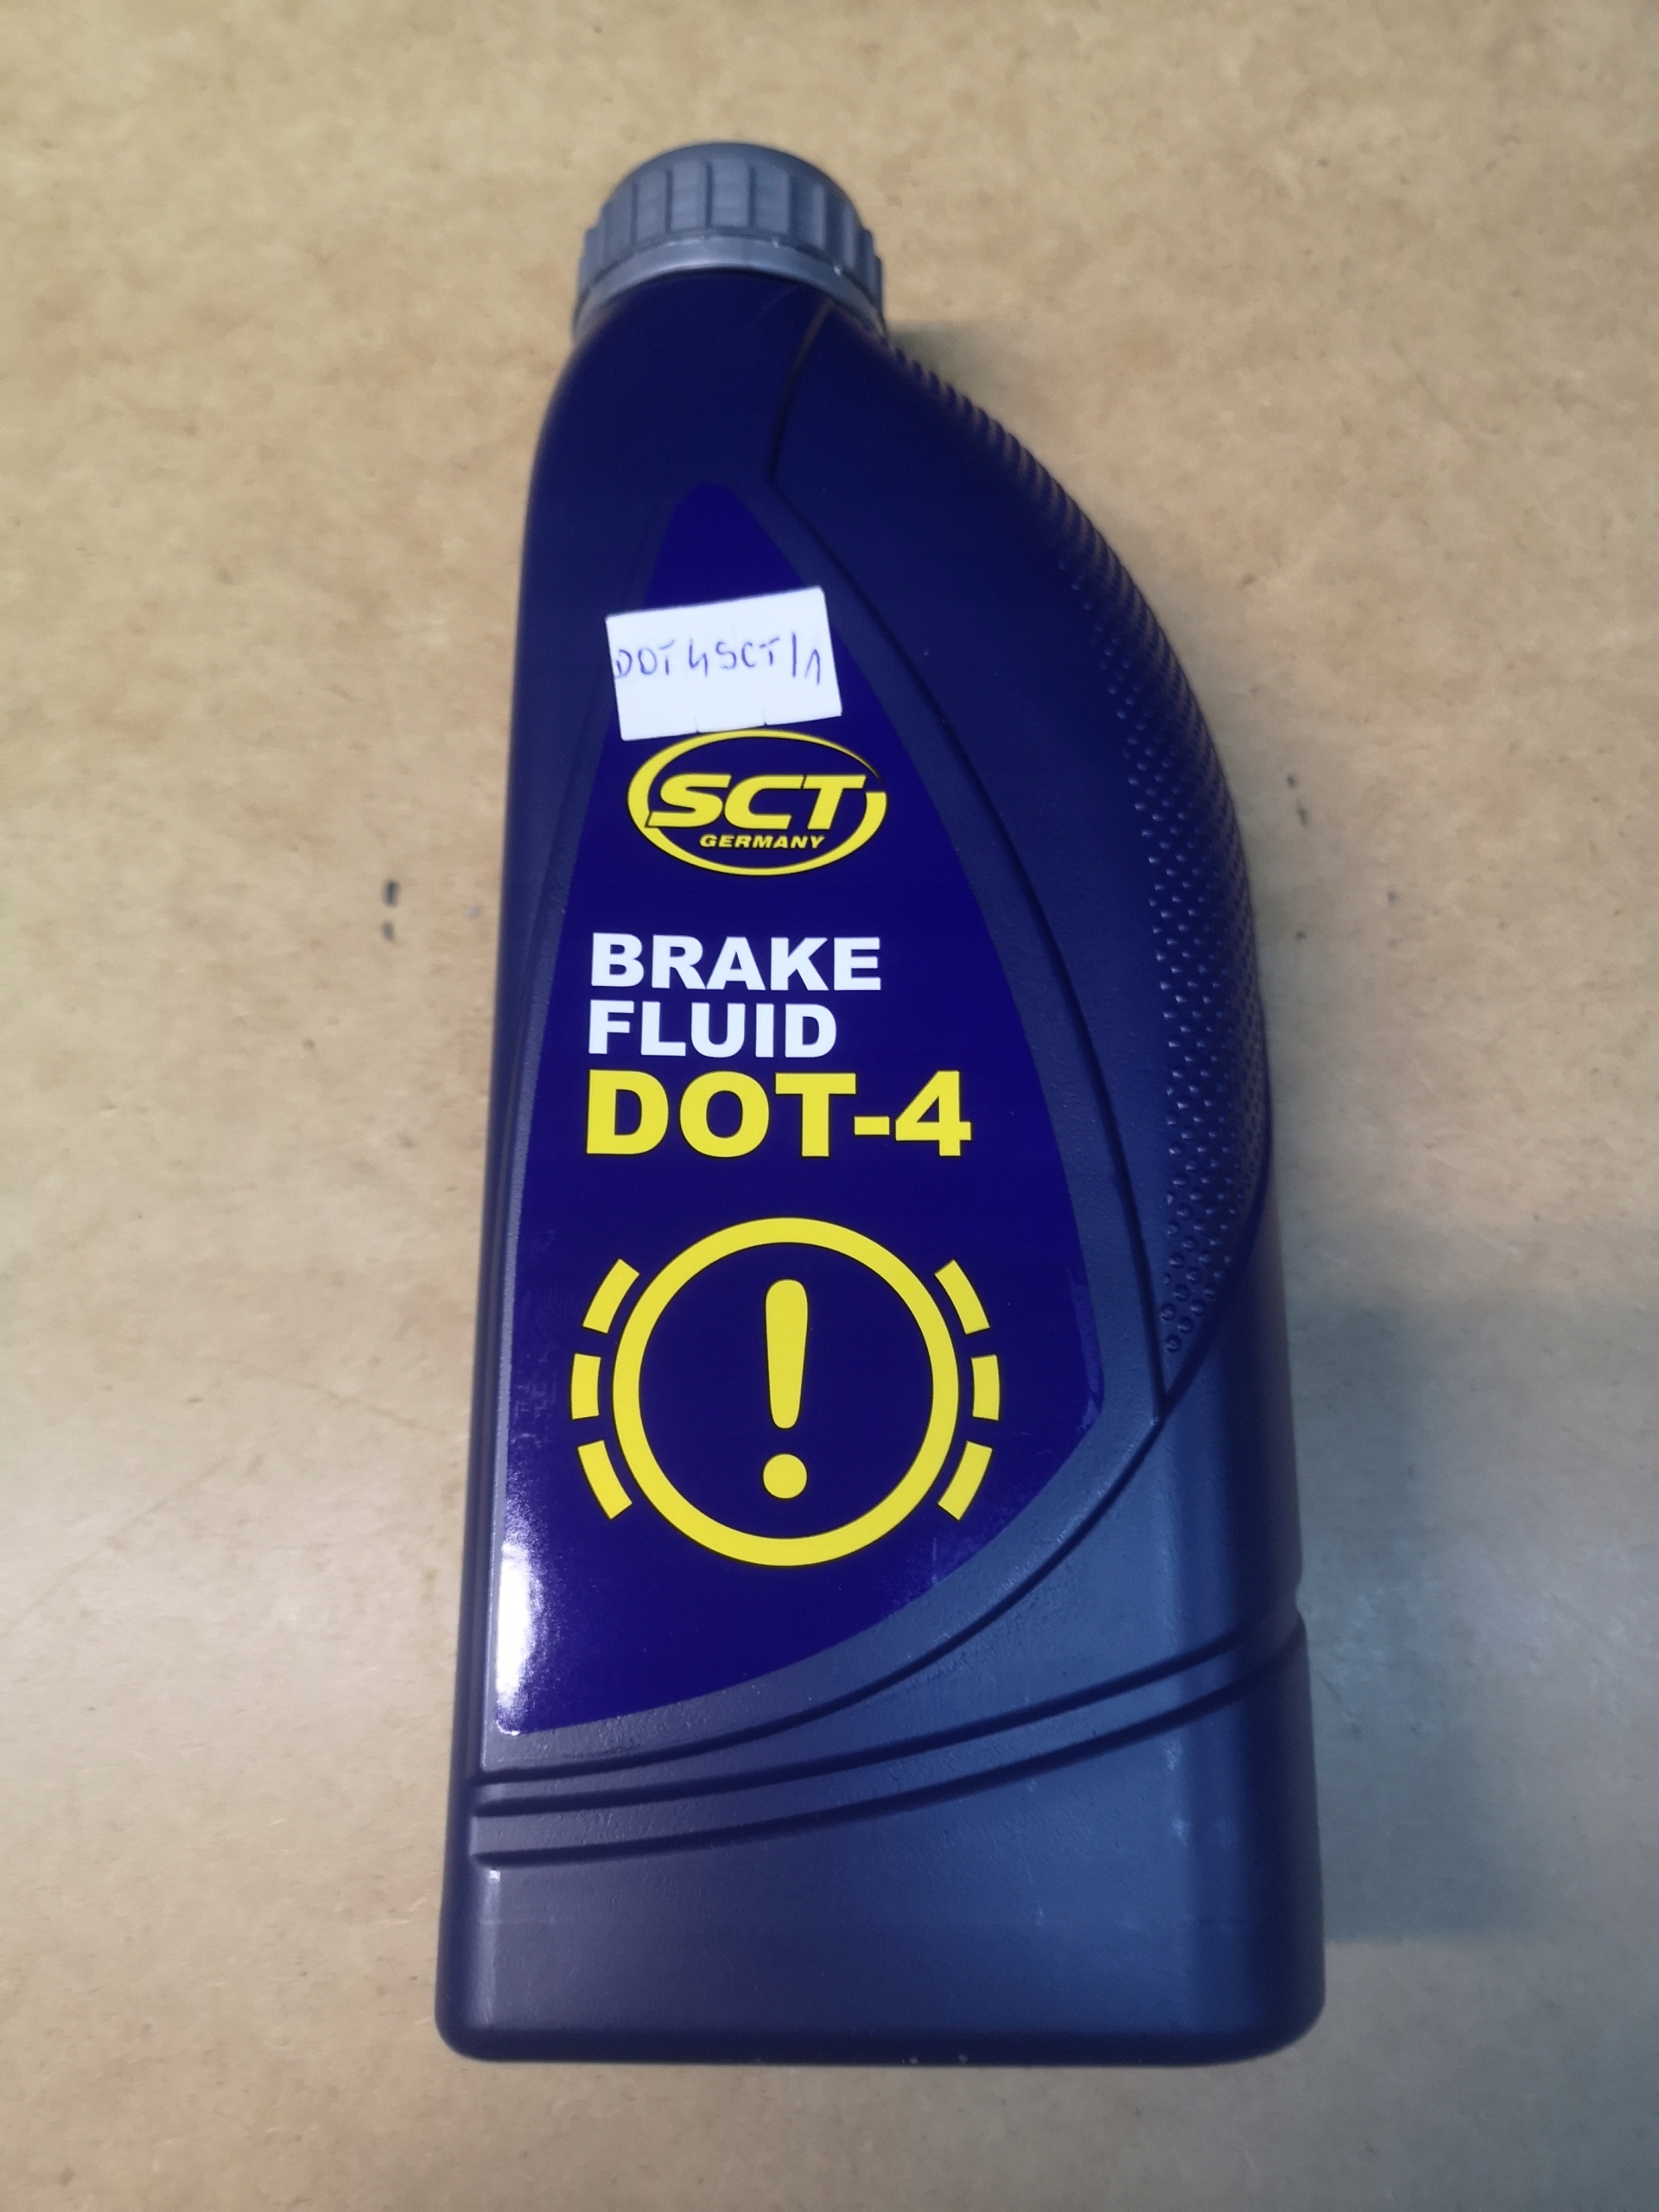 DOT4SCT/1
SCT
GERMANY
BRAKE
FLUID
DOT-4